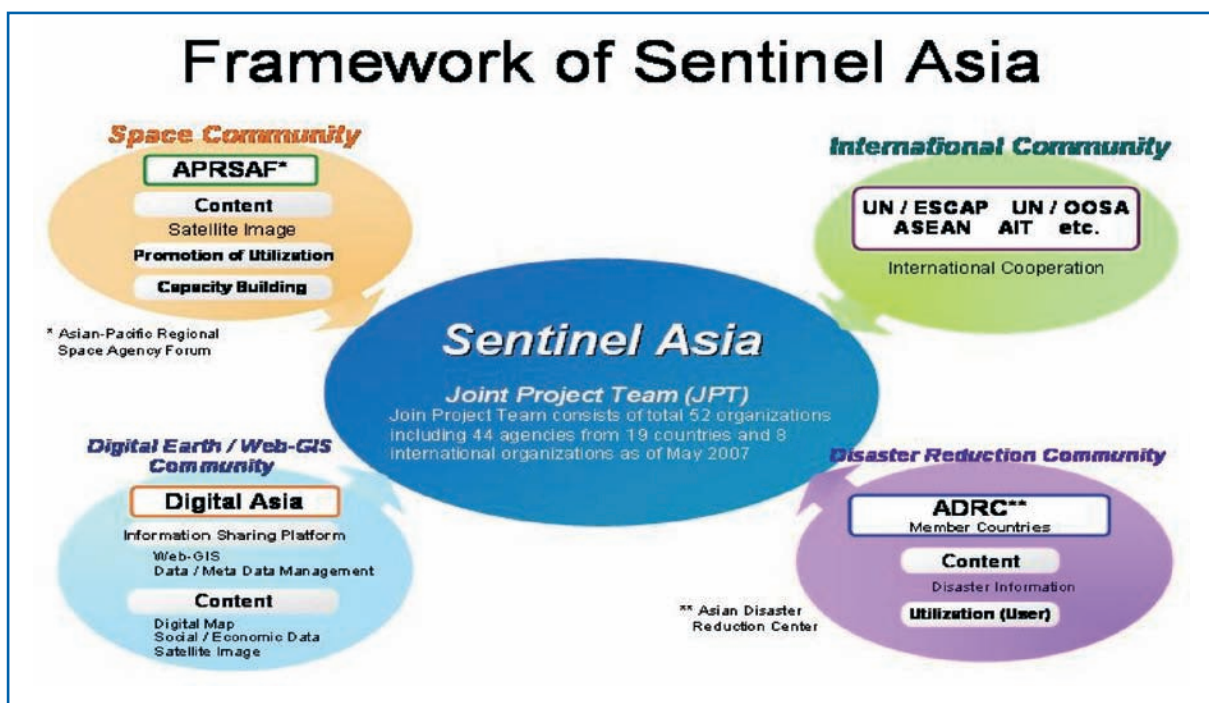 Framework of Sentinel Asia
Space Community
APRSAF*
Content
Satellite Image
Promotion of Utilization
Capacity Building
* Asian-Pacific Regional
Space Agency Forum
International Community
UN / ESCAP UN / OOSA
ASEAN AIT etc.
International Cooperation
Sentinel Asia
Joint Project Team (JPT)
Join Project Team consists of total 52 organizations
including 44 agencies from 19 countries and 8
international organizations as of May 2007
Digital Earth / Web-GIS
Community
Digital Asia
Information Sharing Platform
Web-GIS
Data / Meta Data Management
Content
Digital Map
Social / Economic Data
Satellite Image
Disaster Reduction Community
ADRC**
Member Countries
Content
Disaster Information
Utilization (User)
** Asian Disaster
Reduction Center